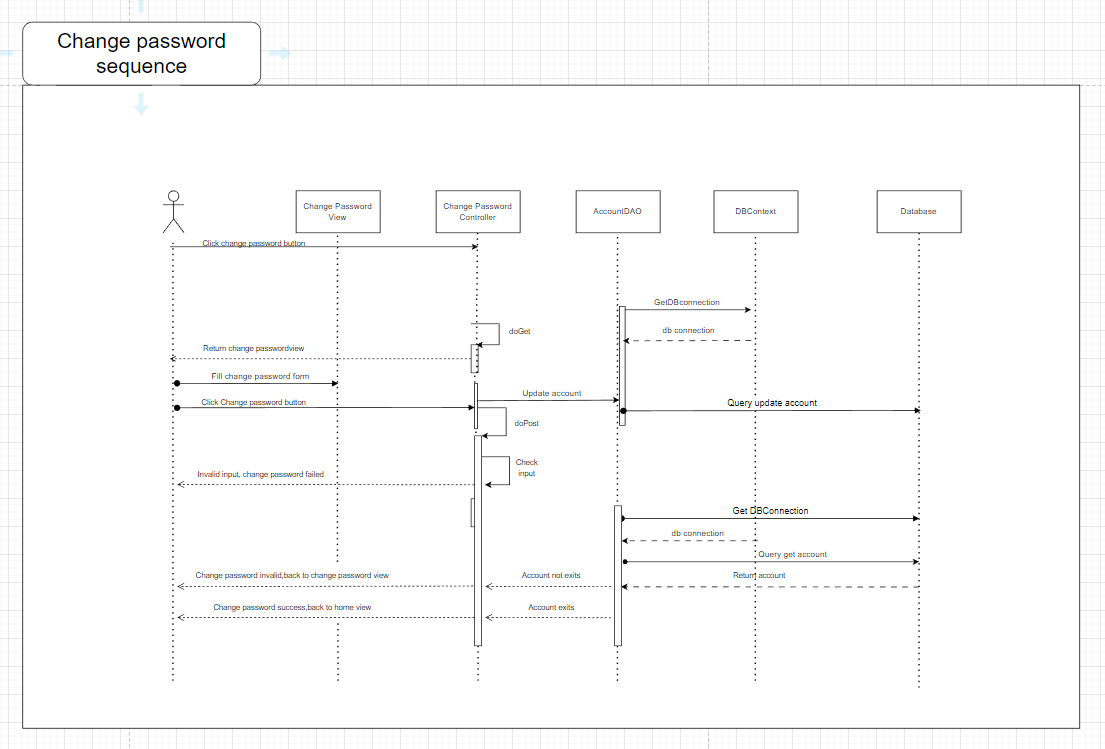 Change password
sequence
Change Password
View
Change Password
Controller
AccountDAO
DBContext
Database
Click change password button
GetDBconnection
doGet
db connection
Return change passwordview
Fill change password form
Update account
Click Change password button
Query update account
doPost
Check
input
Invalid input, change password failed
Get DBConnection
db connection
Query get account
Change password invalid,back to change password view
Account not exits
Return account
Change password success,back to home view
Account exits